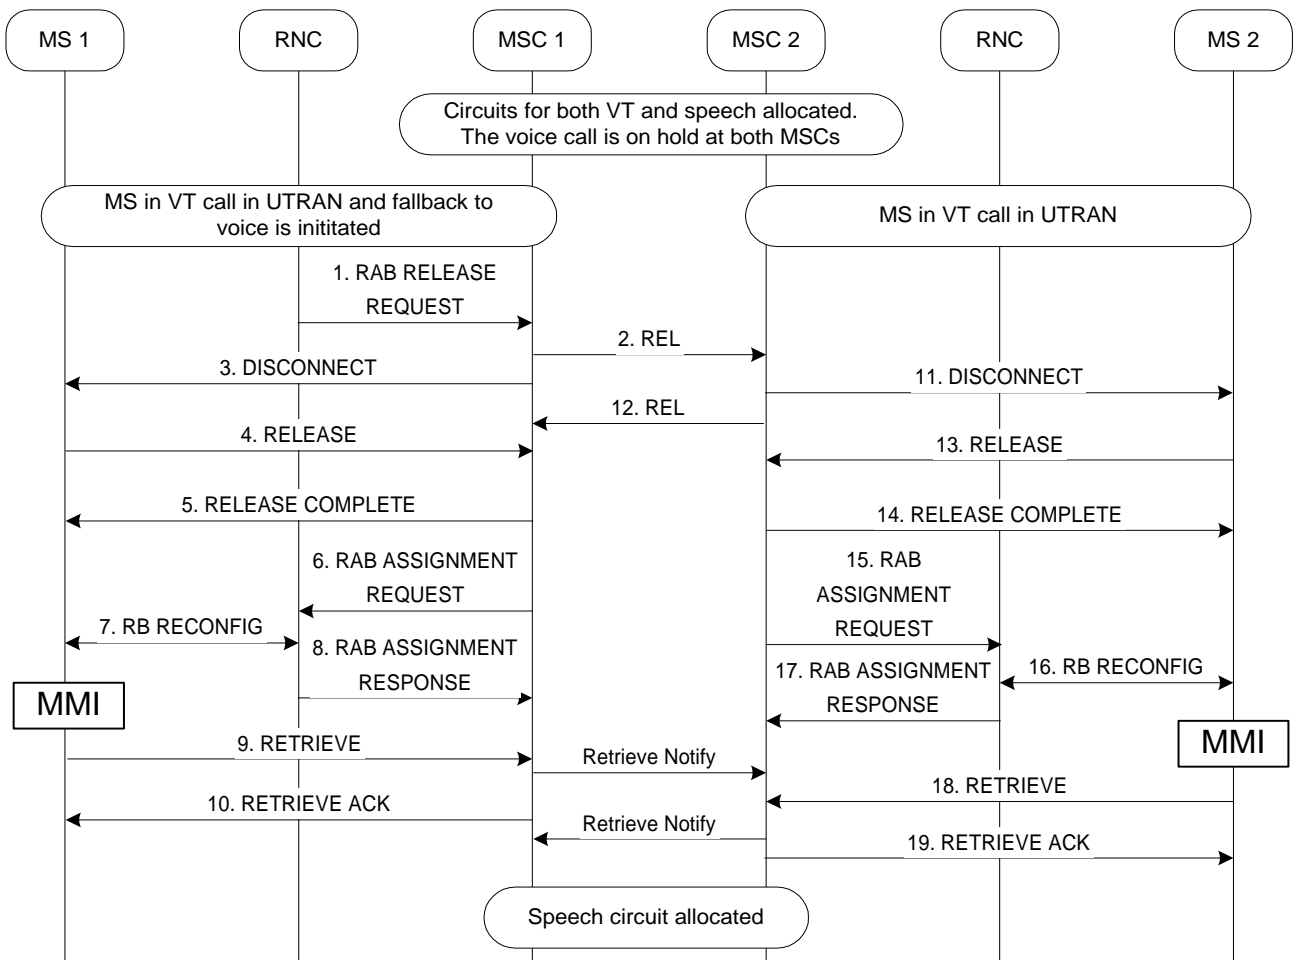 MS 1
RNC
MSC 1
MSC 2
RNC
MS 2
Circuits for both VT and speech allocated.
The voice call is on hold at both MSCs
MS in VT call in UTRAN and fallback to
voice is inititated
MS in VT call in UTRAN
1. RAB RELEASE
REQUEST
2. REL
3. DISCONNECT
11. DISCONNECT
12. REL
4. RELEASE
13. RELEASE
5. RELEASE COMPLETE
14. RELEASE COMPLETE
6. RAB ASSIGNMENT
REQUEST
15. RAB
ASSIGNMENT
REQUEST
7. RB RECONFIG
8. RAB ASSIGNMENT
RESPONSE
17. RAB ASSIGNMENT
RESPONSE
16. RB RECONFIG
MMI
MMI
9. RETRIEVE
Retrieve Notify
18. RETRIEVE
10. RETRIEVE ACK
Retrieve Notify
19. RETRIEVE ACK
Speech circuit allocated